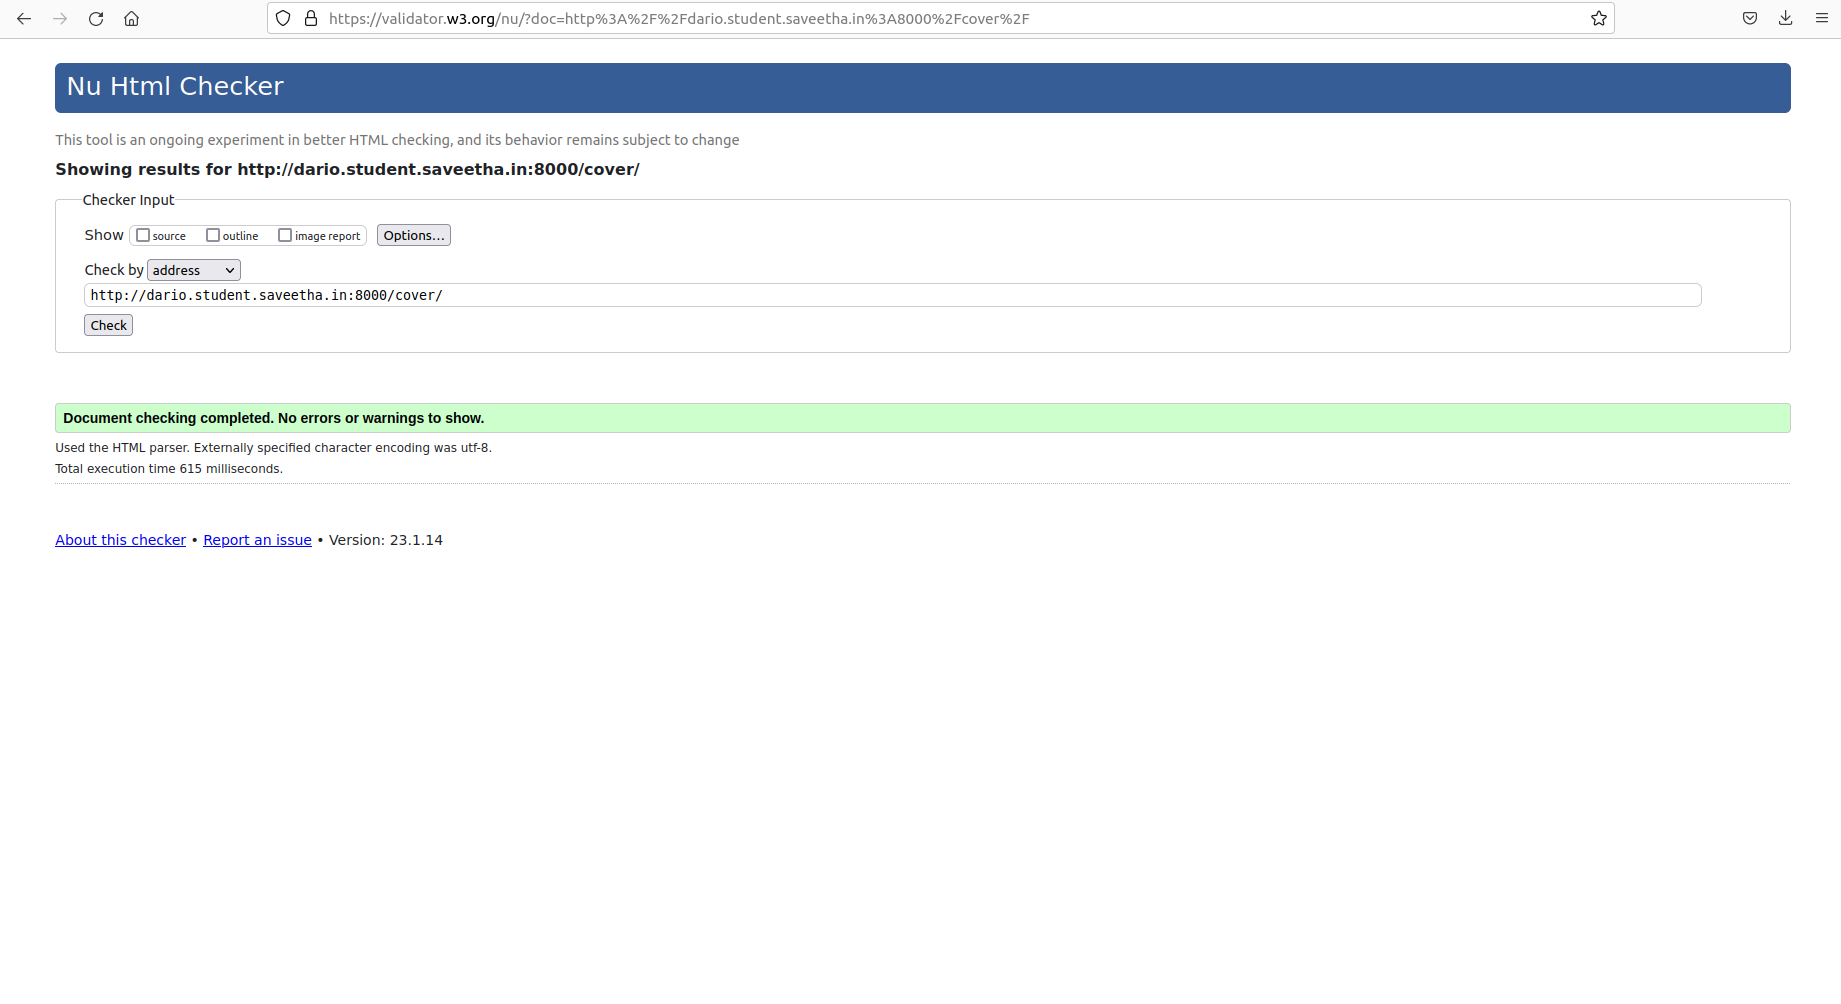 https://validator.w3.org/nu/?doc=http%3A%2F%2Fdario.student.saveetha.in%3A8000%2Fcover%2F
Nu Html Checker
This tool is an ongoing experiment in better HTML checking, and its behavior remains subject to change
Showing results for http://dario.student.saveetha.in:8000/cover/
Checker Input
Show source outline image report Options...
Check by address
http://dario.student.saveetha.in:8000/cover/
Check
Document checking completed. No errors or warnings to show.
Used the HTML parser. Externally specified character encoding was utf-8.
Total execution time 615 milliseconds.
About this checker • Report an issue • Version: 23.1.14